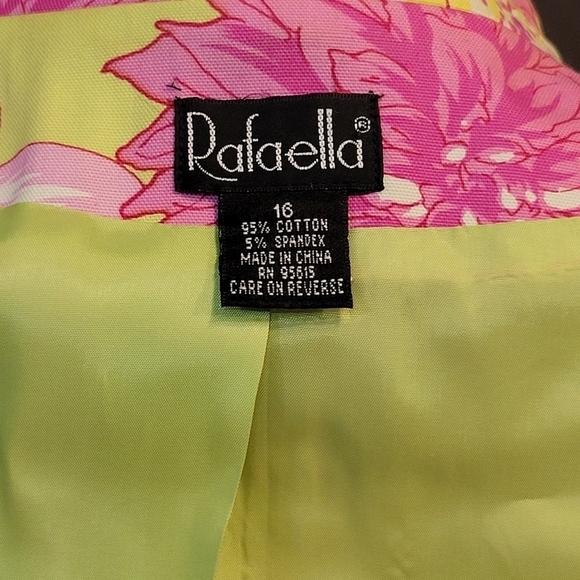 Rafaella®
16
95% COTTON
5% SPANDEX
MADE IN CHINA
RN 95615
CARE ON REVERSE